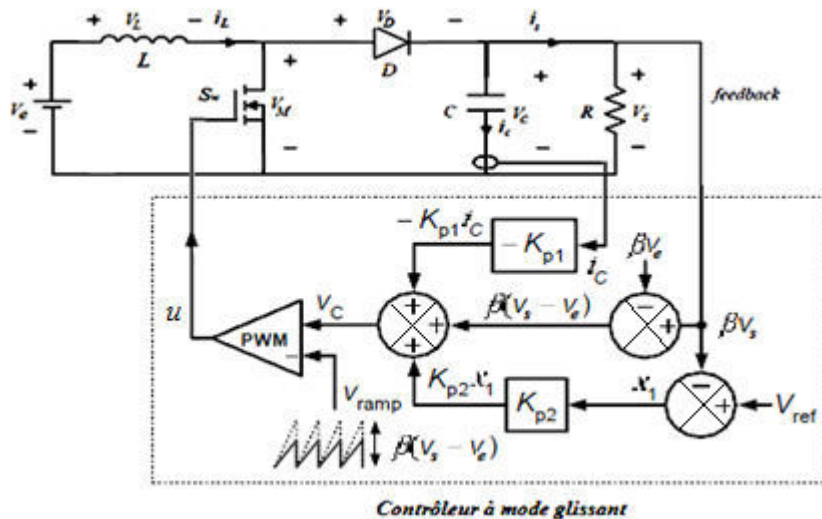 + V_L − i_L
+ V_D −
i_s
L
D
+
+
+
V_e
−
S_w
V_M
−
C
V_C
i_c
−
R
V_s
−
feedback
− K_p1 i_C
− K_p1
i_C
βV_e
V_C
β(V_s − V_e)
βV_s
u
PWM
K_p2 x_1
K_p2
x_1
V_ref
V_ramp
β(V_s − V_e)
Contrôleur à mode glissant